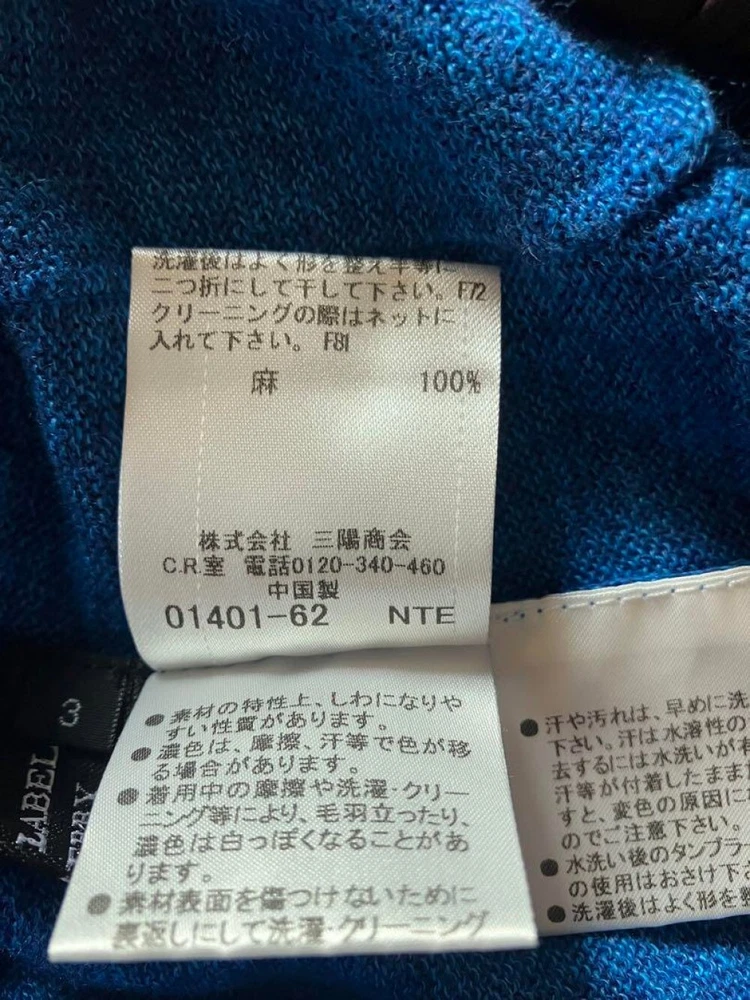 洗濯後はよく形を整え半等に
二つ折にして干して下さい。F72
クリーニングの際はネットに
入れて下さい。F81
麻 100%
株式会社 三陽商会
C.R.室 電話0120-340-460
中国製
01401-62 NTE
●素材の特性上、しわになりや
すい性質があります。
●濃色は、摩擦、汗等で色が移
る場合があります。
●着用中の摩擦や洗濯・クリー
ニング等により、毛羽立ったり、
濃色は白っぽくなることがあ
ります。
●素材表面を傷つけないために
裏返しにして洗濯・クリーニング
●汗や汚れは、早めに洗
下さい。汗は水溶性の
去するには水洗いが
汗等が付着したまま
すと、変色の原因に
のでご注意下さい。
●水洗い後のタンブラー
の使用はおさけ下
●洗濯後はよく形を
LABEL 3